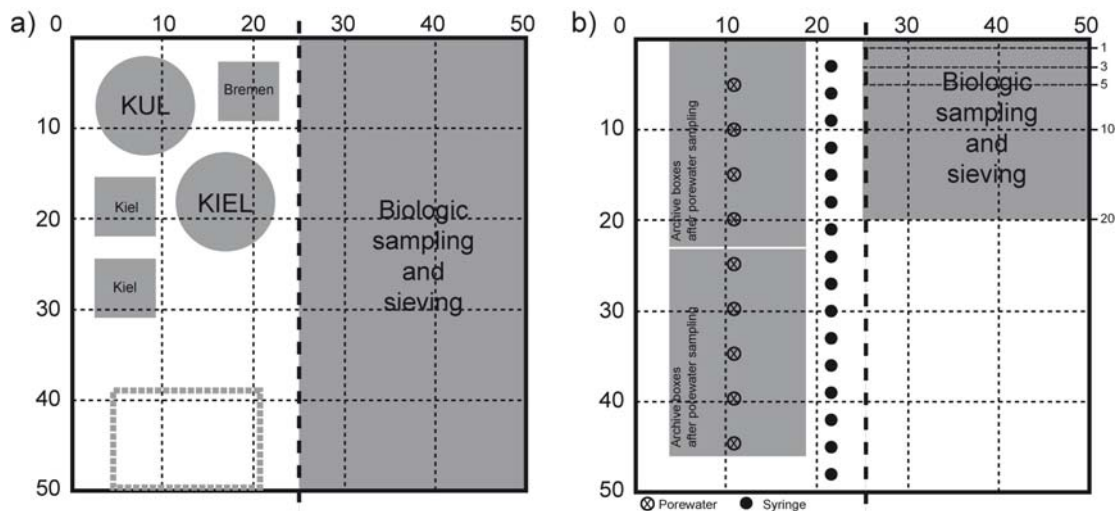 a)
0 10 20 30 40 50
0
10
20
30
40
50
KUL
Bremen
Kiel
KIEL
Kiel
Biologic
sampling
and
sieving
b)
0 10 20 30 40 50
0
10
20
30
40
50
Archive boxes
after porewater sampling
Archive boxes
after porewater sampling
Biologic
sampling
and
sieving
1
3
5
10
20
Porewater
Syringe